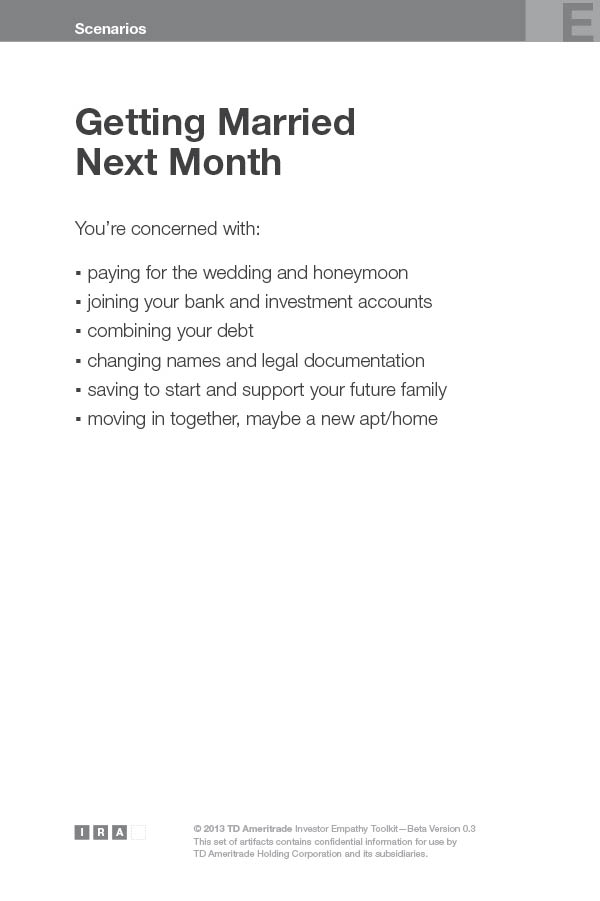 Scenarios
E
Getting Married
Next Month
You’re concerned with:
▪ paying for the wedding and honeymoon
▪ joining your bank and investment accounts
▪ combining your debt
▪ changing names and legal documentation
▪ saving to start and support your future family
▪ moving in together, maybe a new apt/home
I R A
© 2013 TD Ameritrade Investor Empathy Toolkit—Beta Version 0.3
This set of artifacts contains confidential information for use by
TD Ameritrade Holding Corporation and its subsidiaries.